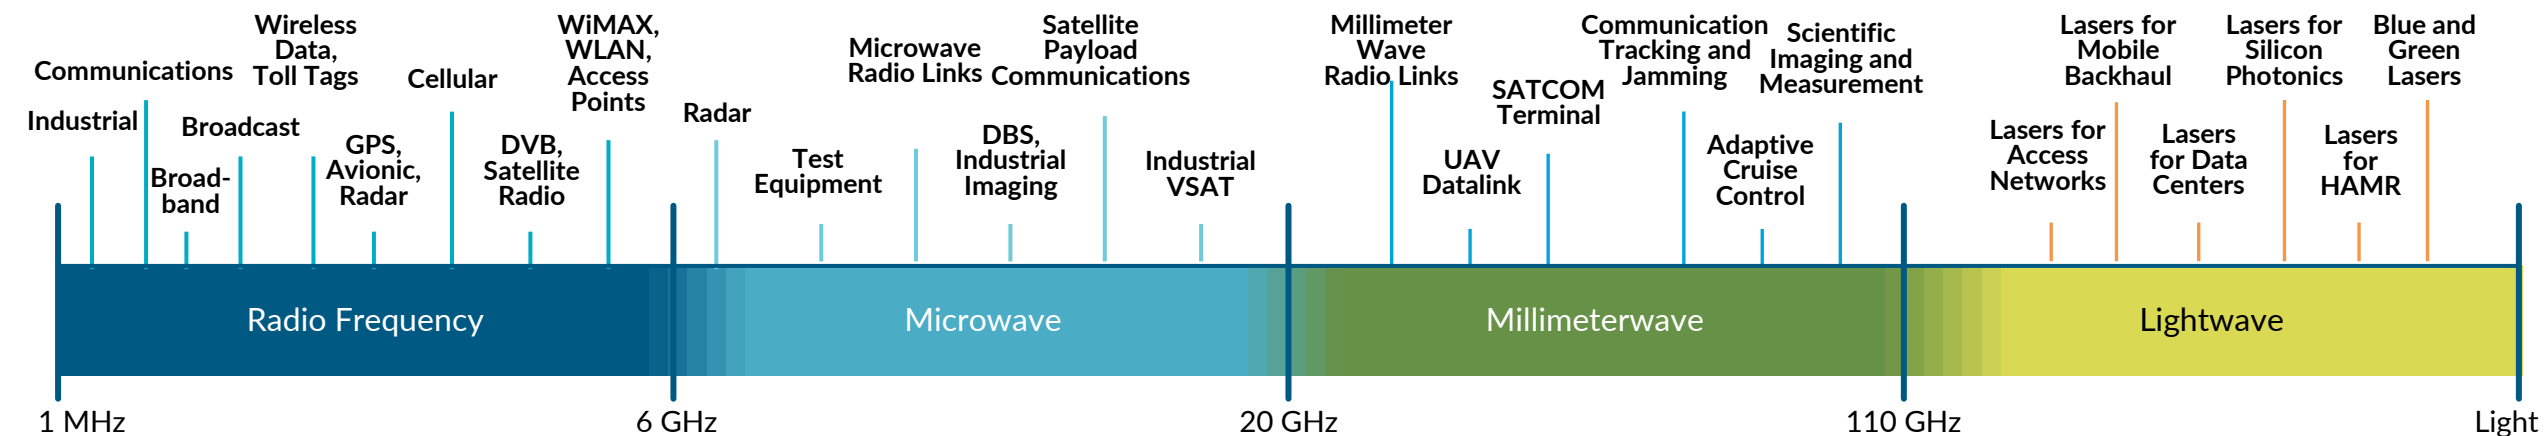 Industrial
Communications
Broad-
band
Broadcast
Wireless
Data,
Toll Tags
GPS,
Avionic,
Radar
Cellular
DVB,
Satellite
Radio
WiMAX,
WLAN,
Access
Points
Radar
Test
Equipment
Microwave
Radio Links
DBS,
Industrial
Imaging
Satellite
Payload
Communications
Industrial
VSAT
Millimeter
Wave
Radio Links
UAV
Datalink
SATCOM
Terminal
Communication
Tracking and
Jamming
Adaptive
Cruise
Control
Scientific
Imaging and
Measurement
Lasers for
Access
Networks
Lasers for
Mobile
Backhaul
Lasers
for Data
Centers
Lasers for
Silicon
Photonics
Lasers
for
HAMR
Blue and
Green
Lasers
Radio Frequency
Microwave
Millimeterwave
Lightwave
1 MHz
6 GHz
20 GHz
110 GHz
Light